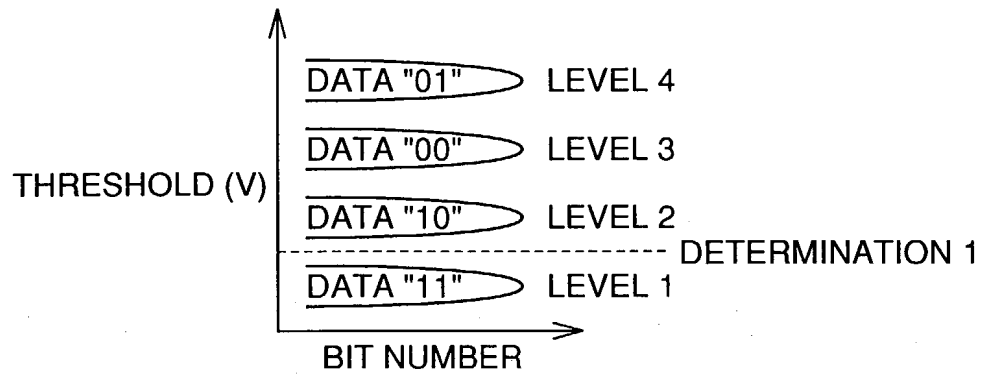 DATA "01" LEVEL 4
DATA "00" LEVEL 3
THRESHOLD (V)
DATA "10" LEVEL 2
DETERMINATION 1
DATA "11" LEVEL 1
BIT NUMBER